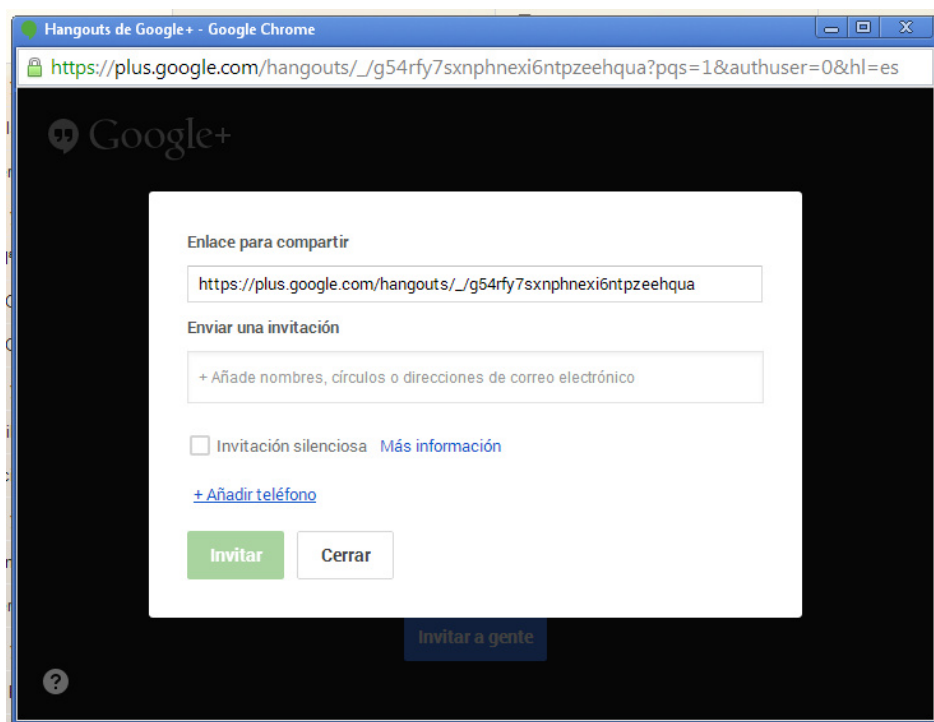 Hangouts de Google+ - Google Chrome
https://plus.google.com/hangouts/_/g54rfy7sxnphnexi6ntpzeehqua?pqs=1&authuser=0&hl=es
Google+
Enlace para compartir
https://plus.google.com/hangouts/_/g54rfy7sxnphnexi6ntpzeehqua
Enviar una invitación
+ Añade nombres, círculos o direcciones de correo electrónico
Invitación silenciosa Más información
+ Añadir teléfono
Invitar Cerrar
Invitar a gente
?